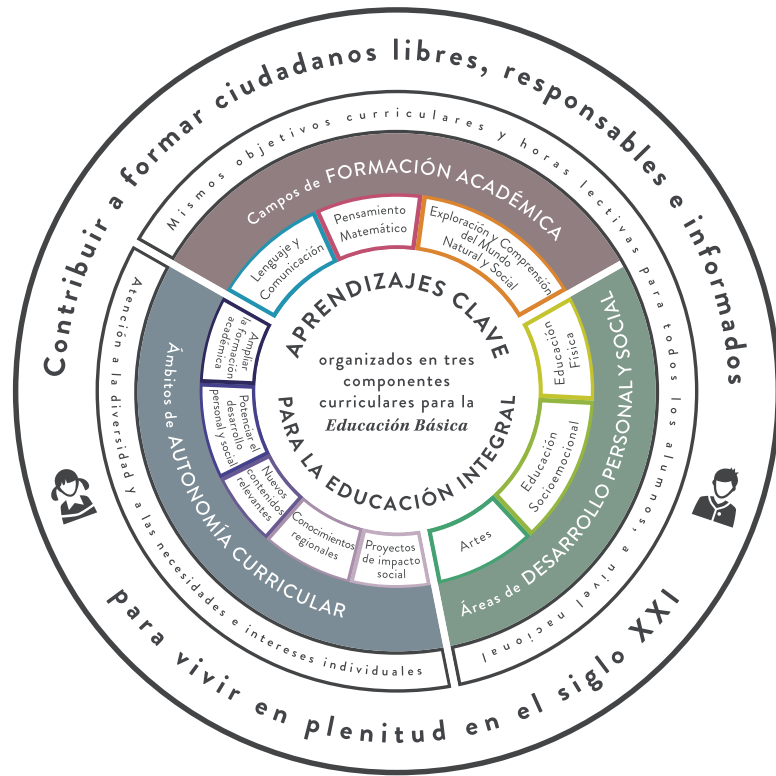 Contribuir a formar ciudadanos libres, responsables e informados
para vivir en plenitud en el siglo XXI
Mismos objetivos curriculares y horas lectivas para todos los alumnos, a nivel nacional
Atención a la diversidad y a las necesidades e intereses individuales
Campos de FORMACIÓN ACADÉMICA
Lenguaje y
Comunicación
Pensamiento
Matemático
Exploración y Comprensión
del Mundo
Natural y Social
Áreas de DESARROLLO PERSONAL Y SOCIAL
Educación
Física
Educación
Socioemocional
Artes
Ámbitos de AUTONOMÍA CURRICULAR
Ampliar
la formación
académica
Potenciar el
desarrollo
personal y social
Nuevos
contenidos
relevantes
Conocimientos
regionales
Proyectos
de impacto
social
APRENDIZAJES CLAVE
organizados en tres
componentes
curriculares para la
Educación Básica
PARA LA EDUCACIÓN INTEGRAL